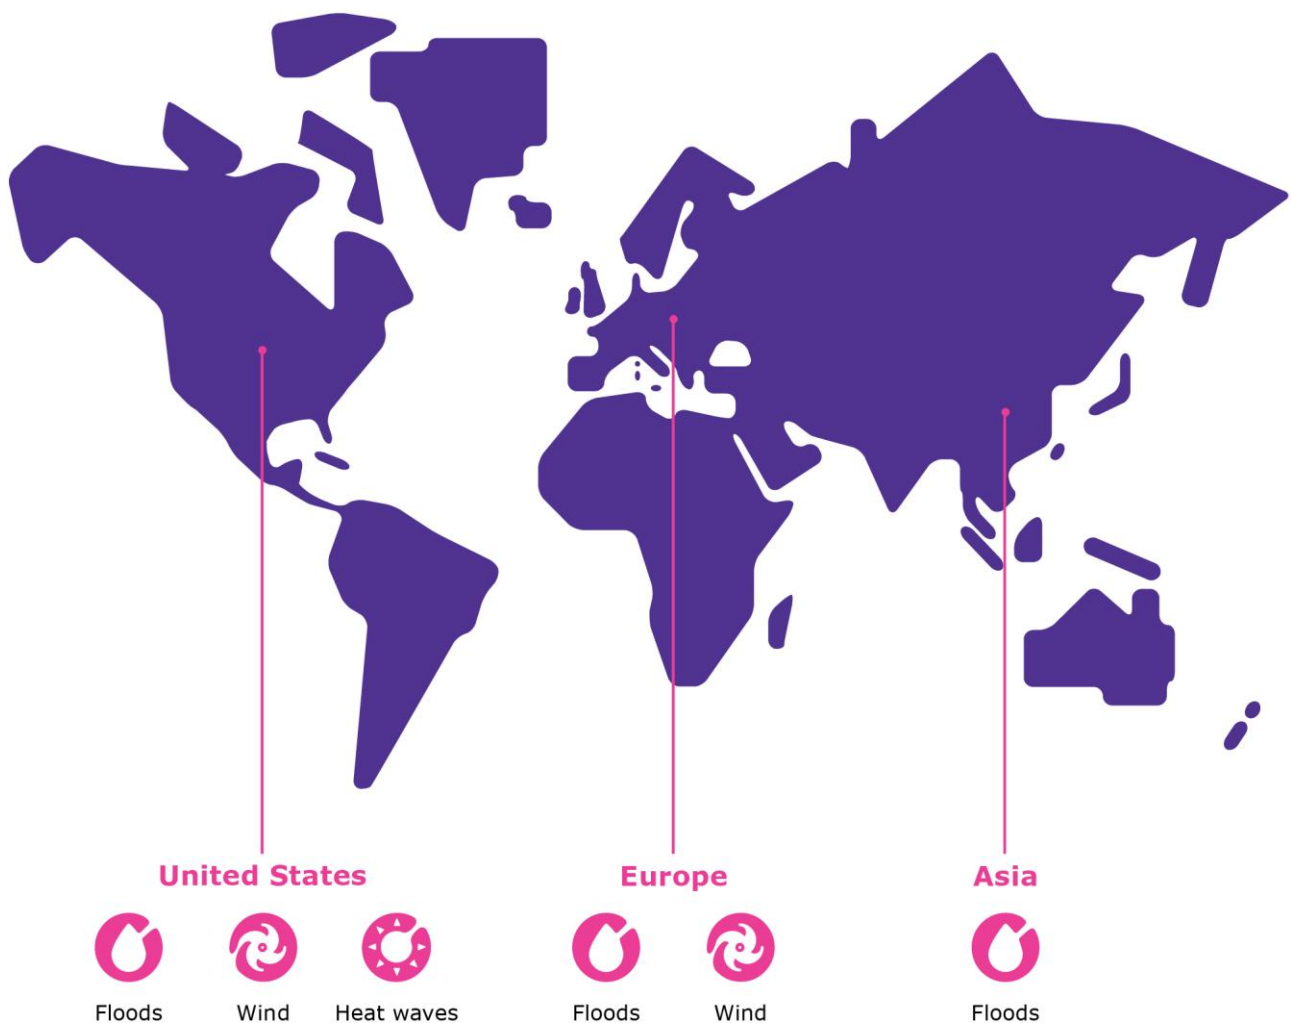 United States
Europe
Asia
Floods
Wind
Heat waves
Floods
Wind
Floods